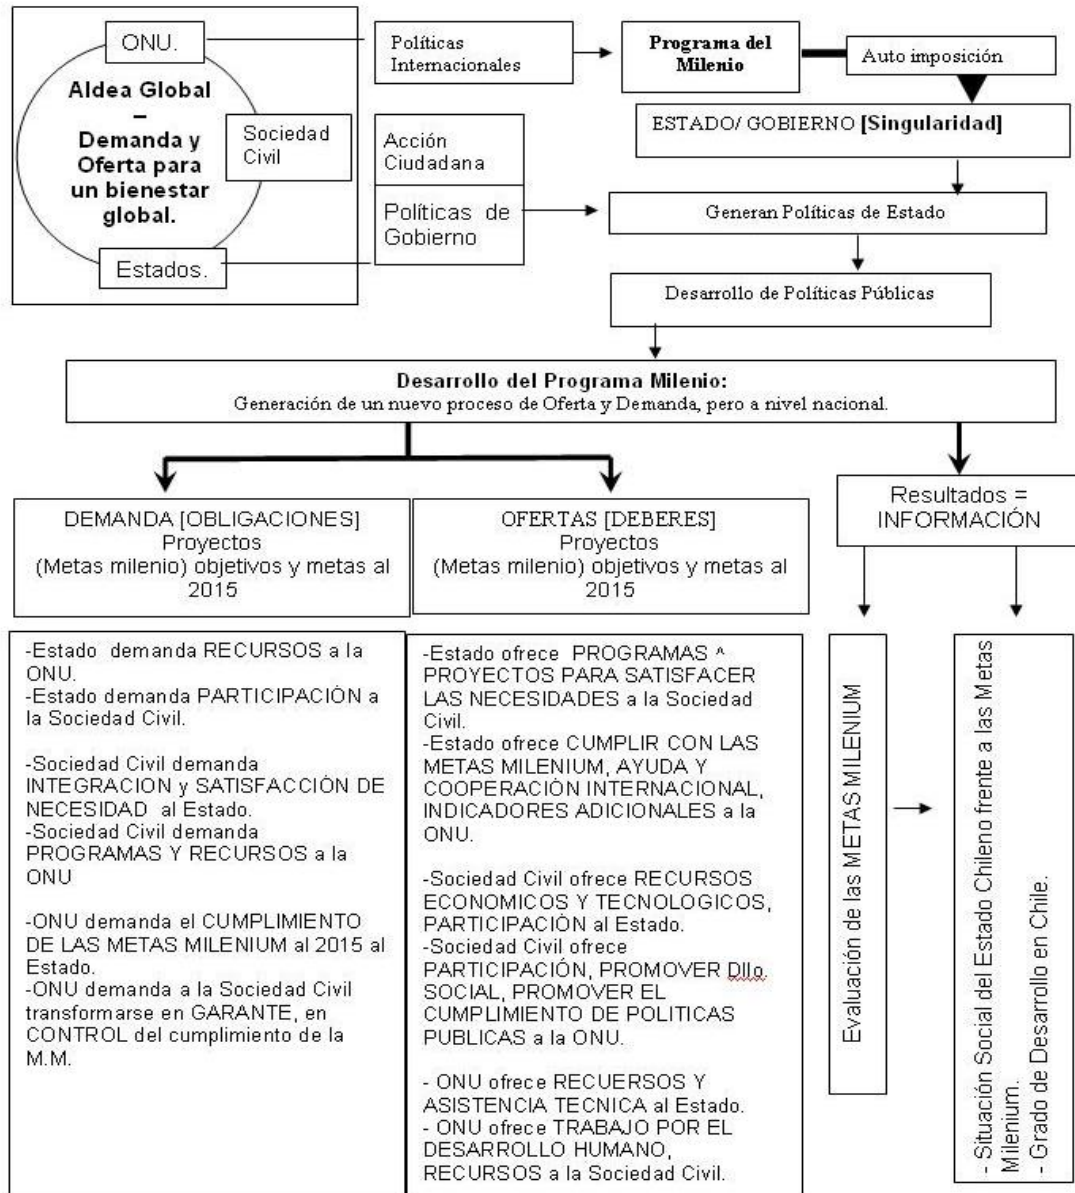 ONU.
Aldea Global
–
Demanda y
Oferta para
un bienestar
global.
Sociedad
Civil
Estados.
Políticas
Internacionales
Programa del
Milenio
Auto imposición
ESTADO/ GOBIERNO [Singularidad]
Acción
Ciudadana
Políticas de
Gobierno
Generan Políticas de Estado
Desarrollo de Políticas Públicas
Desarrollo del Programa Milenio:
Generación de un nuevo proceso de Oferta y Demanda, pero a nivel nacional.
DEMANDA [OBLIGACIONES]
Proyectos
(Metas milenio) objetivos y metas al
2015
OFERTAS [DEBERES]
Proyectos
(Metas milenio) objetivos y metas al
2015
Resultados =
INFORMACIÓN
-Estado demanda RECURSOS a la
ONU.
-Estado demanda PARTICIPACIÓN a
la Sociedad Civil.
-Sociedad Civil demanda
INTEGRACION y SATISFACCIÓN DE
NECESIDAD al Estado.
-Sociedad Civil demanda
PROGRAMAS Y RECURSOS a la
ONU
-ONU demanda el CUMPLIMIENTO
DE LAS METAS MILENIUM al 2015 al
Estado.
-ONU demanda a la Sociedad Civil
transformarse en GARANTE, en
CONTROL del cumplimiento de la
M.M.
-Estado ofrece PROGRAMAS ^
PROYECTOS PARA SATISFACER
LAS NECESIDADES a la Sociedad
Civil.
-Estado ofrece CUMPLIR CON LAS
METAS MILENIUM, AYUDA Y
COOPERACIÓN INTERNACIONAL,
INDICADORES ADICIONALES a la
ONU.
-Sociedad Civil ofrece RECURSOS
ECONOMICOS Y TECNOLOGICOS,
PARTICIPACIÓN al Estado.
-Sociedad Civil ofrece
PARTICIPACIÓN, PROMOVER Dllo.
SOCIAL, PROMOVER EL
CUMPLIMIENTO DE POLITICAS
PUBLICAS a la ONU.
- ONU ofrece RECUERSOS Y
ASISTENCIA TECNICA al Estado.
- ONU ofrece TRABAJO POR EL
DESARROLLO HUMANO,
RECURSOS a la Sociedad Civil.
Evaluación de las METAS MILENIUM
- Situación Social del Estado Chileno frente a las Metas
Milenium.
- Grado de Desarrollo en Chile.